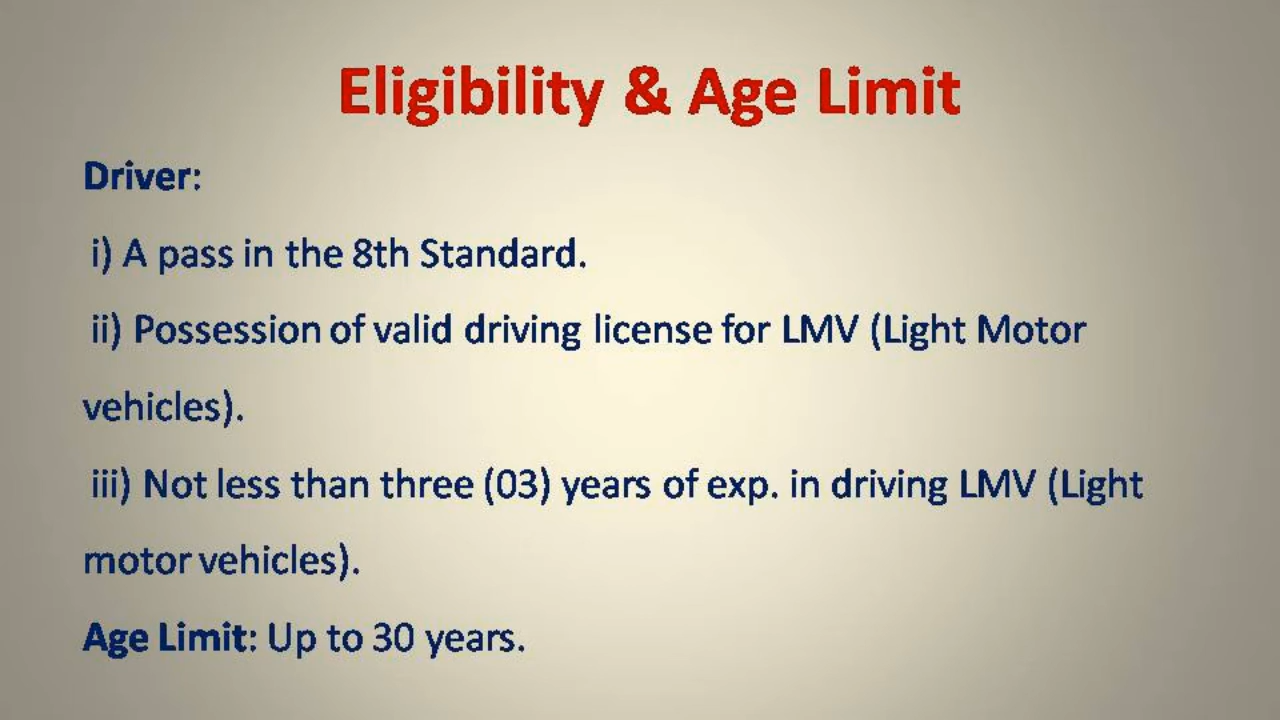 Eligibility & Age Limit
Driver:
i) A pass in the 8th Standard.
ii) Possession of valid driving license for LMV (Light Motor
vehicles).
iii) Not less than three (03) years of exp. in driving LMV (Light
motor vehicles).
Age Limit: Up to 30 years.